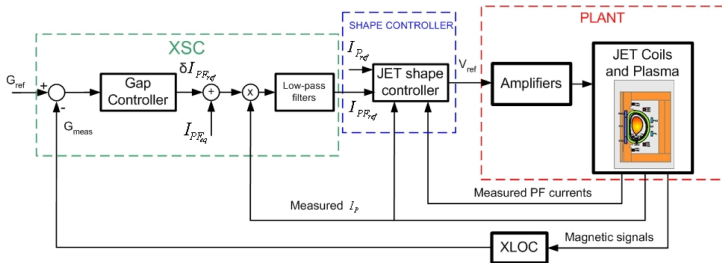 XSC
SHAPE CONTROLLER
PLANT
G_ref
+
-
G_meas
Gap
Controller
δI_PF_ref
+
I_PF_eq
x
Low-pass
filters
I_P_ref
I_PF_ref
JET shape
controller
V_ref
Amplifiers
JET Coils
and Plasma
Measured PF currents
Measured I_P
XLOC
Magnetic signals